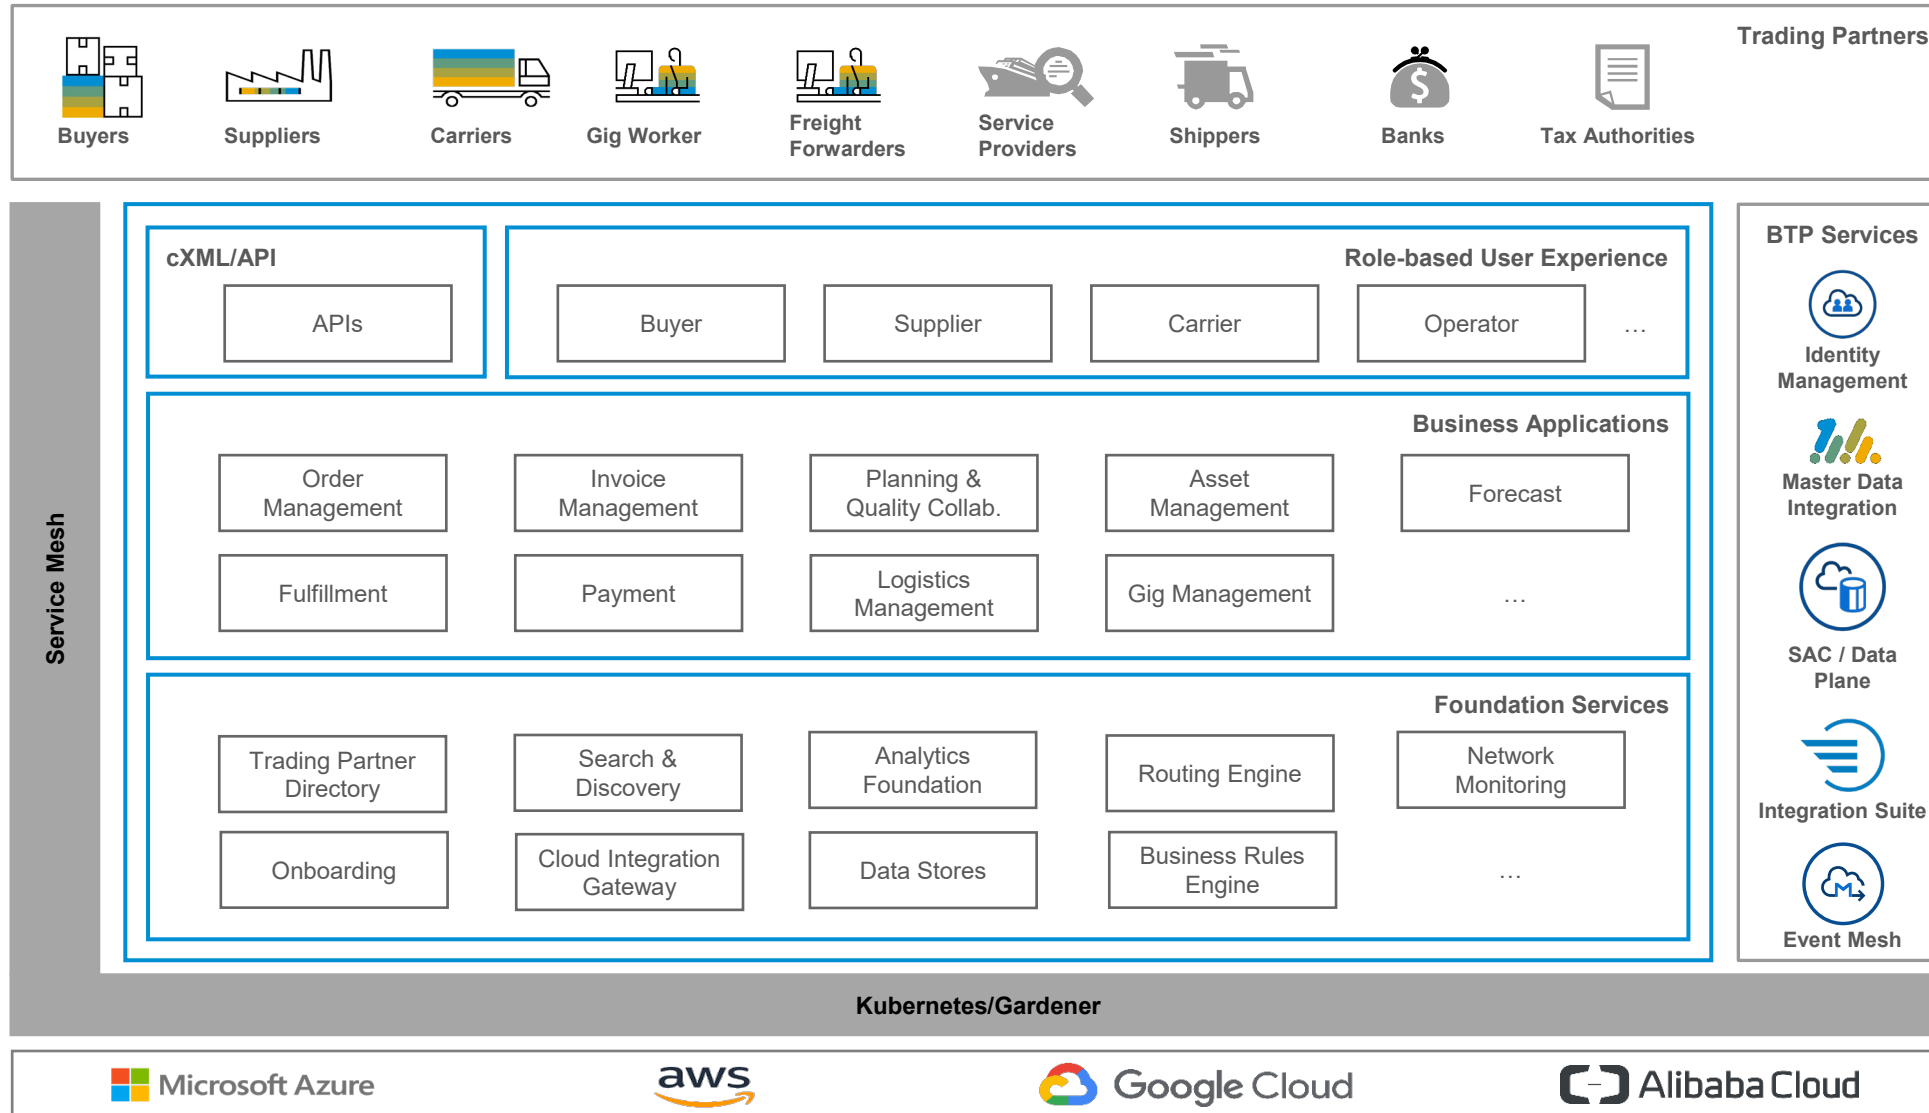 Trading Partners
Buyers
Suppliers
Carriers
Gig Worker
Freight
Forwarders
Service
Providers
Shippers
$
Banks
Tax Authorities
Service Mesh
cXML/API
APIs
Role-based User Experience
Buyer
Supplier
Carrier
Operator
…
Business Applications
Order
Management
Invoice
Management
Planning &
Quality Collab.
Asset
Management
Forecast
Fulfillment
Payment
Logistics
Management
Gig Management
…
Foundation Services
Trading Partner
Directory
Search &
Discovery
Analytics
Foundation
Routing Engine
Network
Monitoring
Onboarding
Cloud Integration
Gateway
Data Stores
Business Rules
Engine
…
BTP Services
Identity
Management
Master Data
Integration
SAC / Data
Plane
Integration Suite
M
Event Mesh
Kubernetes/Gardener
Microsoft Azure
aws
Google Cloud
Alibaba Cloud